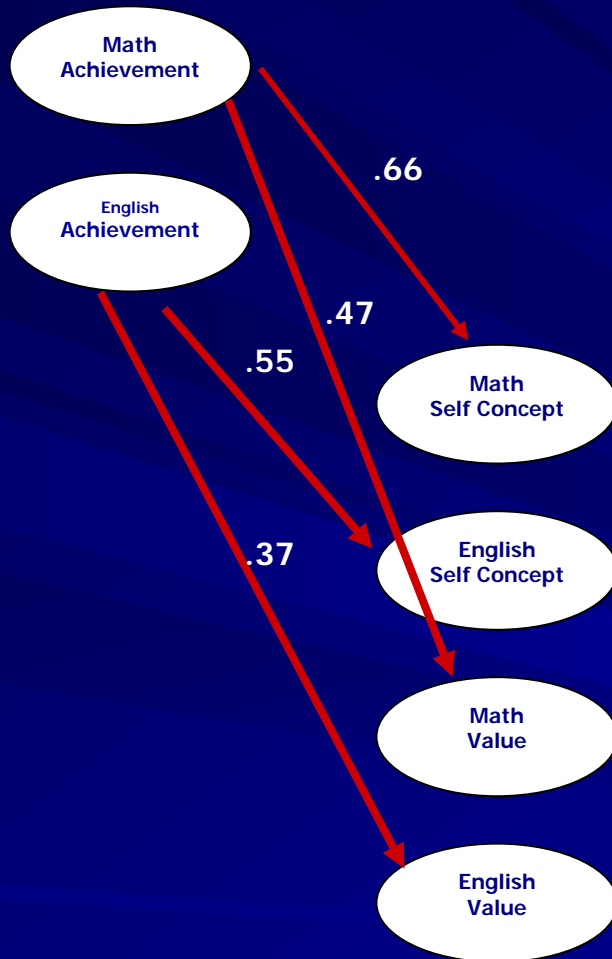 Math
Achievement
.66
English
Achievement
.47
.55
Math
Self Concept
.37
English
Self Concept
Math
Value
English
Value